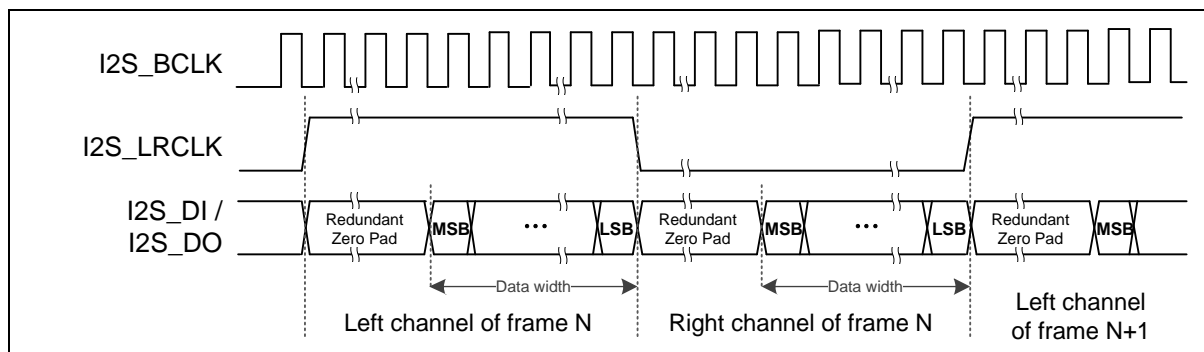 I2S_BCLK
I2S_LRCLK
I2S_DI /
I2S_DO
Redundant
Zero Pad
MSB
•••
LSB
Redundant
Zero Pad
MSB
•••
LSB
Redundant
Zero Pad
MSB
Data width
Data width
Left channel of frame N
Right channel of frame N
Left channel
of frame N+1